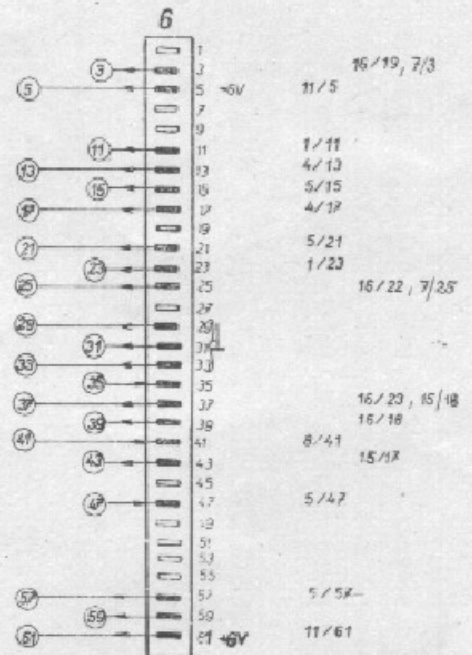 6
1
3 3 16/19, 7/3
5 5 +6V 11/5
7
9
11 11 1/11
13 13 4/13
15 15 5/15
17 17 4/17
19
21 21 5/21
23 23 1/23
25 25 16/22, 7/25
27
29 29
31 31
33 33
35 35
37 37 16/23, 15/18
39 39 16/18
41 41 8/41
43 43 15/17
45
47 47 5/47
49
51
53
55
57 57 5/57
59 59
61 61 +6V 11/61